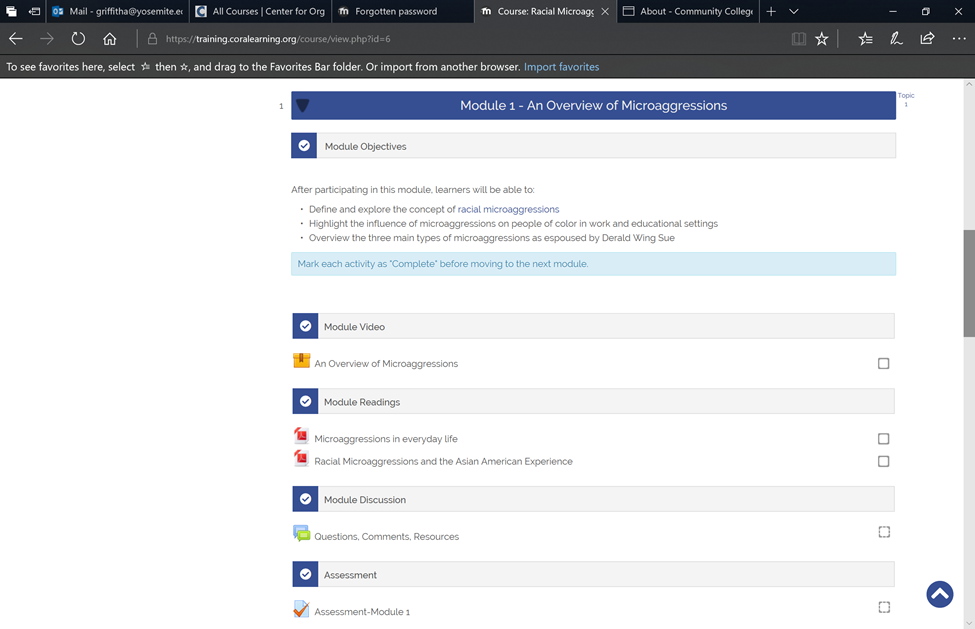 Mail - griffitha@yosemite.ec
All Courses | Center for Org
Forgotten password
Course: Racial Microagg
About - Community College
https://training.coralearning.org/course/view.php?id=6
To see favorites here, select then ☆, and drag to the Favorites Bar folder. Or import from another browser. Import favorites
1
Module 1 - An Overview of Microaggressions
Topic
1
Module Objectives
After participating in this module, learners will be able to:
• Define and explore the concept of racial microaggressions
• Highlight the influence of microaggressions on people of color in work and educational settings
• Overview the three main types of microaggressions as espoused by Derald Wing Sue
Mark each activity as "Complete" before moving to the next module.
Module Video
An Overview of Microaggressions
Module Readings
Microaggressions in everyday life
Racial Microaggressions and the Asian American Experience
Module Discussion
Questions, Comments, Resources
Assessment
Assessment-Module 1